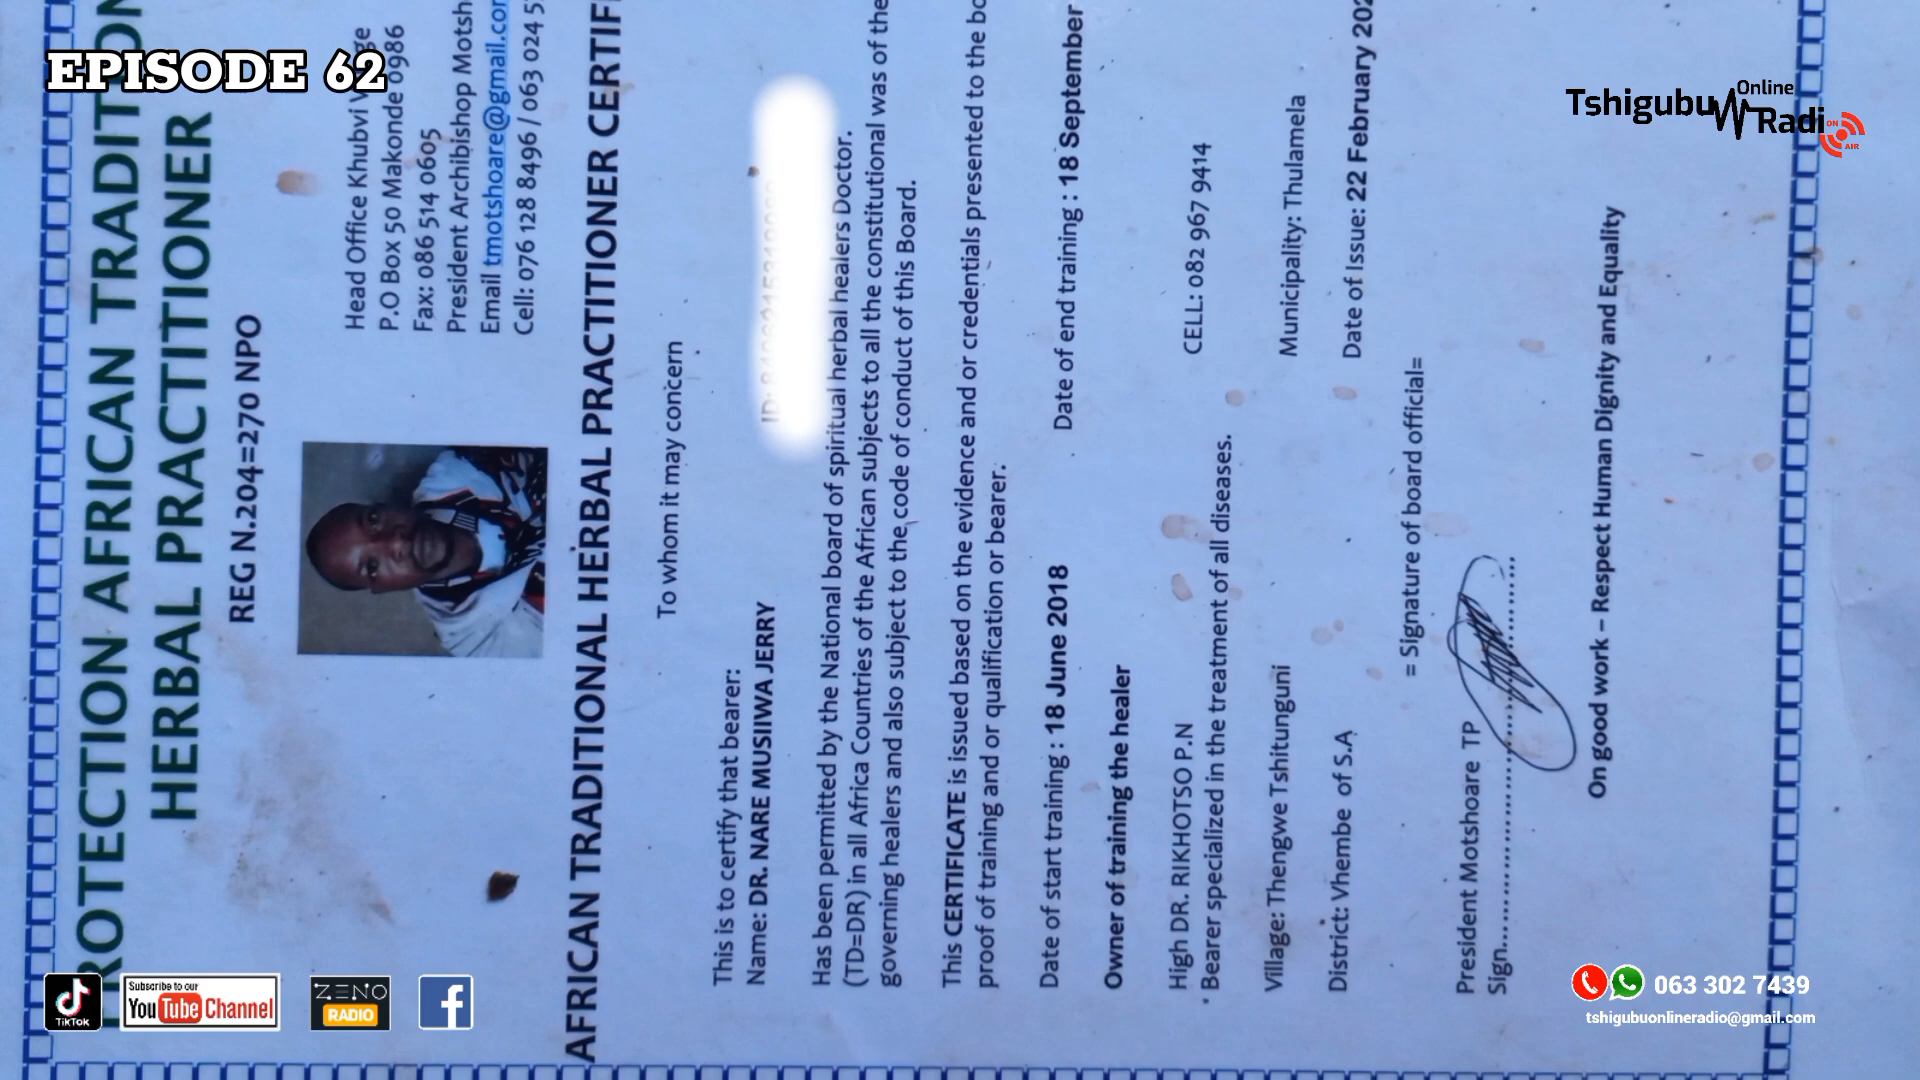 EPISODE 62
Tshigubu Online Radi
ON AIR
ROTECTION AFRICAN TRADITION
HERBAL PRACTITIONER
REG N.204=270 NPO
Head Office Khubvi
P.O Box 50 Makonde 0986
Fax: 086 514 0605
President Archibishop Motsh
Email tmotshoare@gmail.com
Cell: 076 128 8496 / 063 024 5
AFRICAN TRADITIONAL HERBAL PRACTITIONER CERTIF
To whom it may concern
This is to certify that bearer:
Name: DR. NARE MUSIIWA JERRY
Has been permitted by the National board of spiritual herbal healers Doctor.
(TD=DR) in all Africa Countries of the African subjects to all the constitutional was of the
governing healers and also subject to the code of conduct of this Board.
This CERTIFICATE is issued based on the evidence and or credentials presented to the bo
proof of training and or qualification or bearer.
Date of start training : 18 June 2018 Date of end training : 18 September
Owner of training the healer
High DR. RIKHOTSO P.N CELL: 082 967 9414
* Bearer specialized in the treatment of all diseases.
Village: Thengwe Tshitunguni Municipality: Thulamela
District: Vhembe of S.A Date of Issue: 22 February 202
= Signature of board official=
President Motshoare TP
Sign
On good work – Respect Human Dignity and Equality
TikTok
Subscribe to our
YouTube Channel
ZENO
RADIO
063 302 7439
tshigubuonlineradio@gmail.com